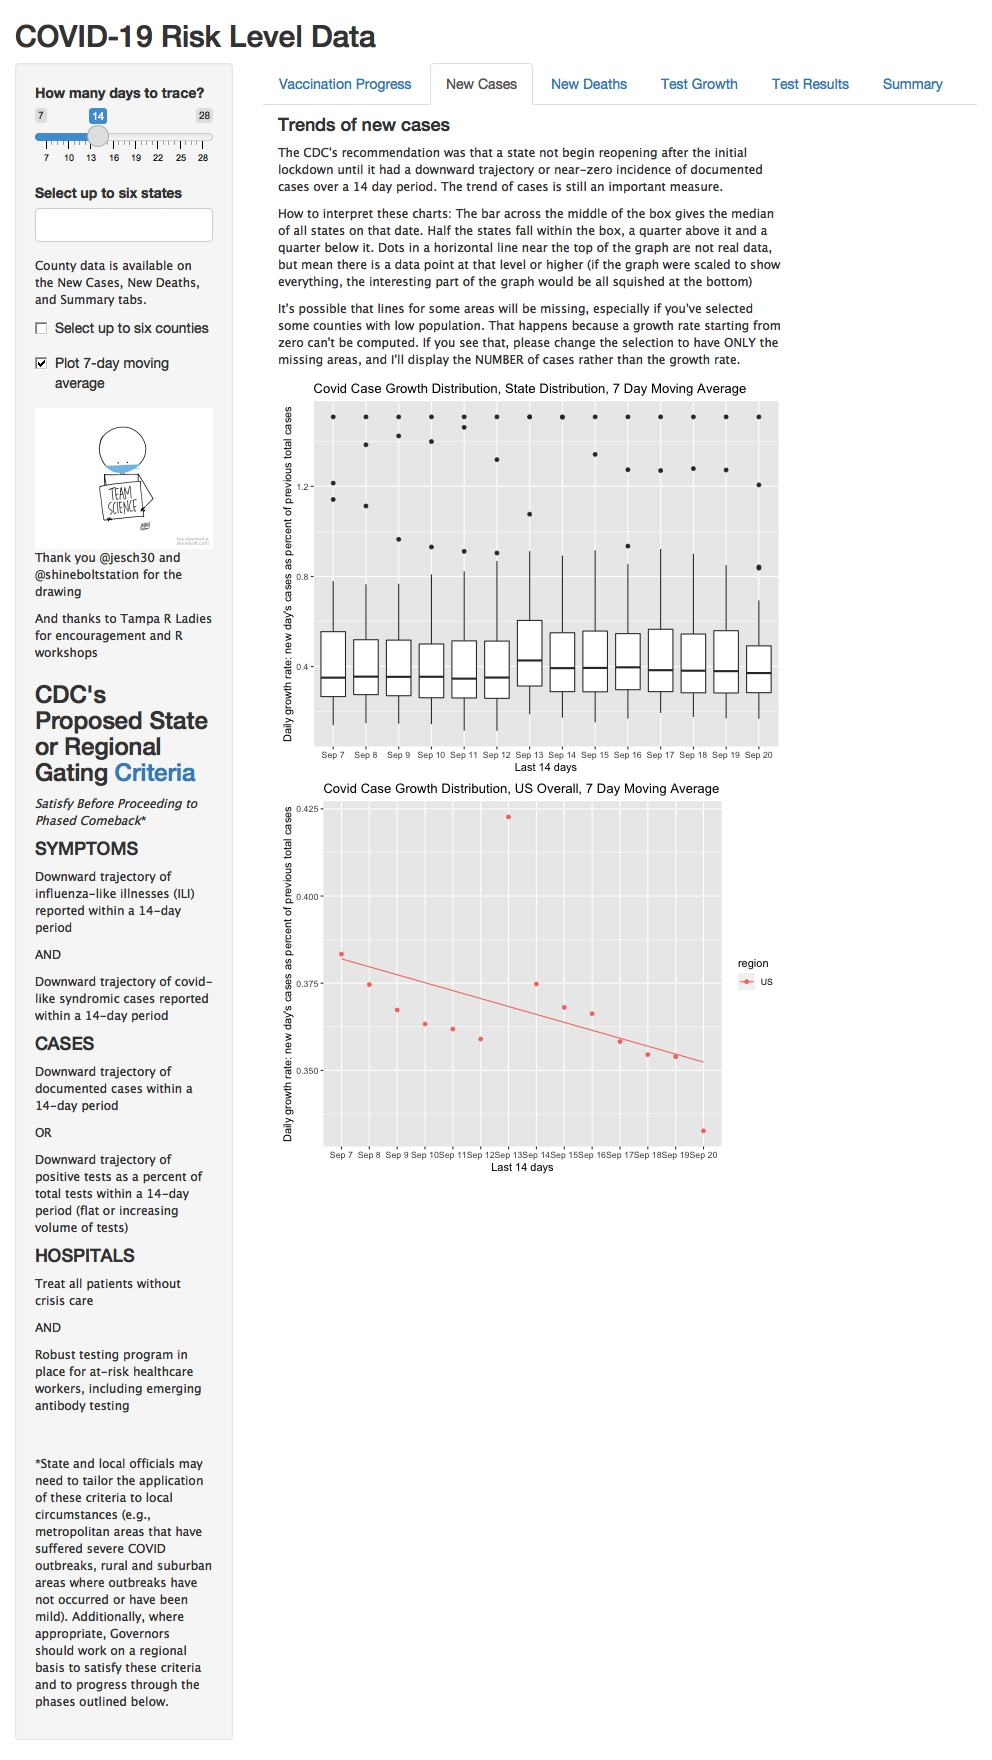 COVID-19 Risk Level Data
How many days to trace?
7
14
28
7 10 13 16 19 22 25 28
Select up to six states
County data is available on
the New Cases, New Deaths,
and Summary tabs.
Select up to six counties
Plot 7-day moving
average
TEAM
SCIENCE
Thank you @jesch30 and
@shineboltstation for the
drawing
And thanks to Tampa R Ladies
for encouragement and R
workshops
CDC's
Proposed State
or Regional
Gating Criteria
Satisfy Before Proceeding to
Phased Comeback*
SYMPTOMS
Downward trajectory of
influenza-like illnesses (ILI)
reported within a 14-day
period
AND
Downward trajectory of covid-
like syndromic cases reported
within a 14-day period
CASES
Downward trajectory of
documented cases within a
14-day period
OR
Downward trajectory of
positive tests as a percent of
total tests within a 14-day
period (flat or increasing
volume of tests)
HOSPITALS
Treat all patients without
crisis care
AND
Robust testing program in
place for at-risk healthcare
workers, including emerging
antibody testing
*State and local officials may
need to tailor the application
of these criteria to local
circumstances (e.g.,
metropolitan areas that have
suffered severe COVID
outbreaks, rural and suburban
areas where outbreaks have
not occurred or have been
mild). Additionally, where
appropriate, Governors
should work on a regional
basis to satisfy these criteria
and to progress through the
phases outlined below.
Vaccination Progress
New Cases
New Deaths
Test Growth
Test Results
Summary
Trends of new cases
The CDC's recommendation was that a state not begin reopening after the initial
lockdown until it had a downward trajectory or near-zero incidence of documented
cases over a 14 day period. The trend of cases is still an important measure.
How to interpret these charts: The bar across the middle of the box gives the median
of all states on that date. Half the states fall within the box, a quarter above it and a
quarter below it. Dots in a horizontal line near the top of the graph are not real data,
but mean there is a data point at that level or higher (if the graph were scaled to show
everything, the interesting part of the graph would be all squished at the bottom)
It's possible that lines for some areas will be missing, especially if you've selected
some counties with low population. That happens because a growth rate starting from
zero can't be computed. If you see that, please change the selection to have ONLY the
missing areas, and I'll display the NUMBER of cases rather than the growth rate.
Covid Case Growth Distribution, State Distribution, 7 Day Moving Average
Daily growth rate: new day's cases as percent of previous total cases
1.2
0.8
0.4
Sep 7 Sep 8 Sep 9 Sep 10 Sep 11 Sep 12 Sep 13 Sep 14 Sep 15 Sep 16 Sep 17 Sep 18 Sep 19 Sep 20
Last 14 days
Covid Case Growth Distribution, US Overall, 7 Day Moving Average
Daily growth rate: new day's cases as percent of previous total cases
0.425
0.400
0.375
0.350
Sep 7 Sep 8 Sep 9 Sep 10 Sep 11 Sep 12 Sep 13 Sep 14 Sep 15 Sep 16 Sep 17 Sep 18 Sep 19 Sep 20
Last 14 days
region
US